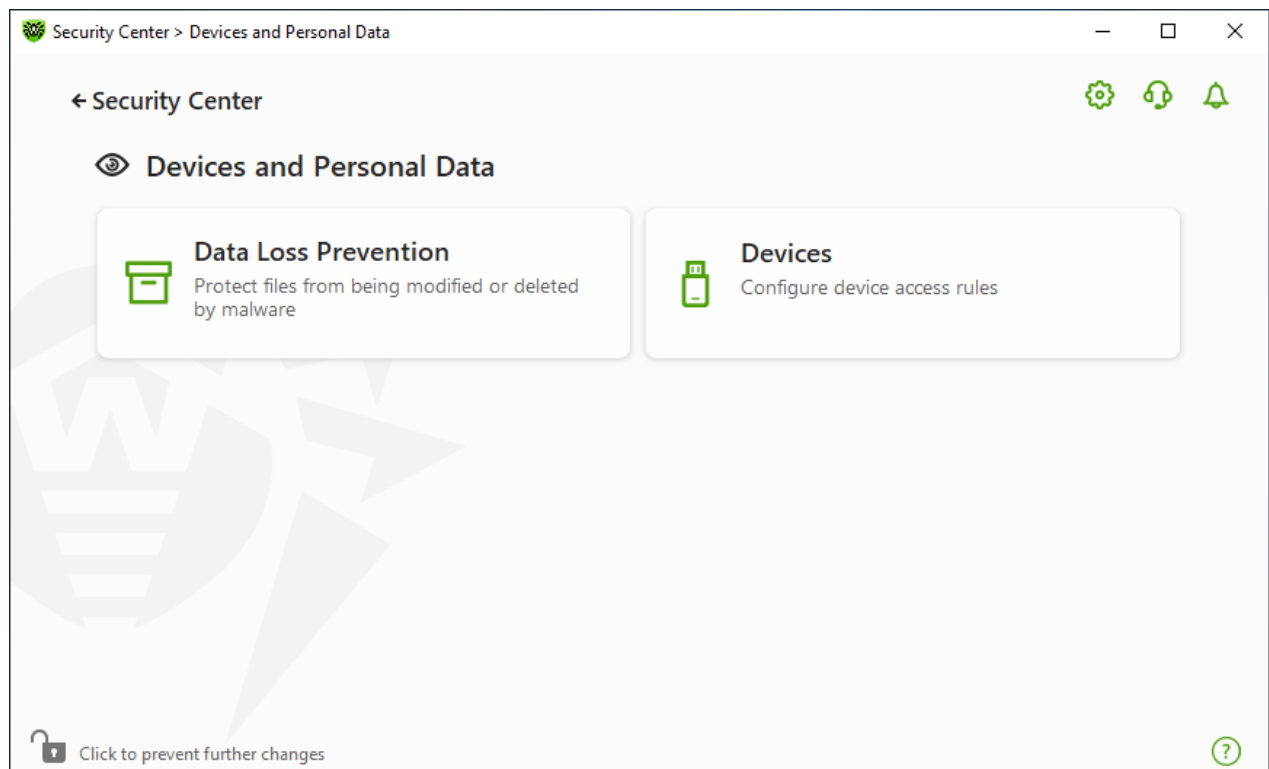 Security Center > Devices and Personal Data
Security Center
Devices and Personal Data
Data Loss Prevention
Protect files from being modified or deleted
by malware
Devices
Configure device access rules
Click to prevent further changes
?